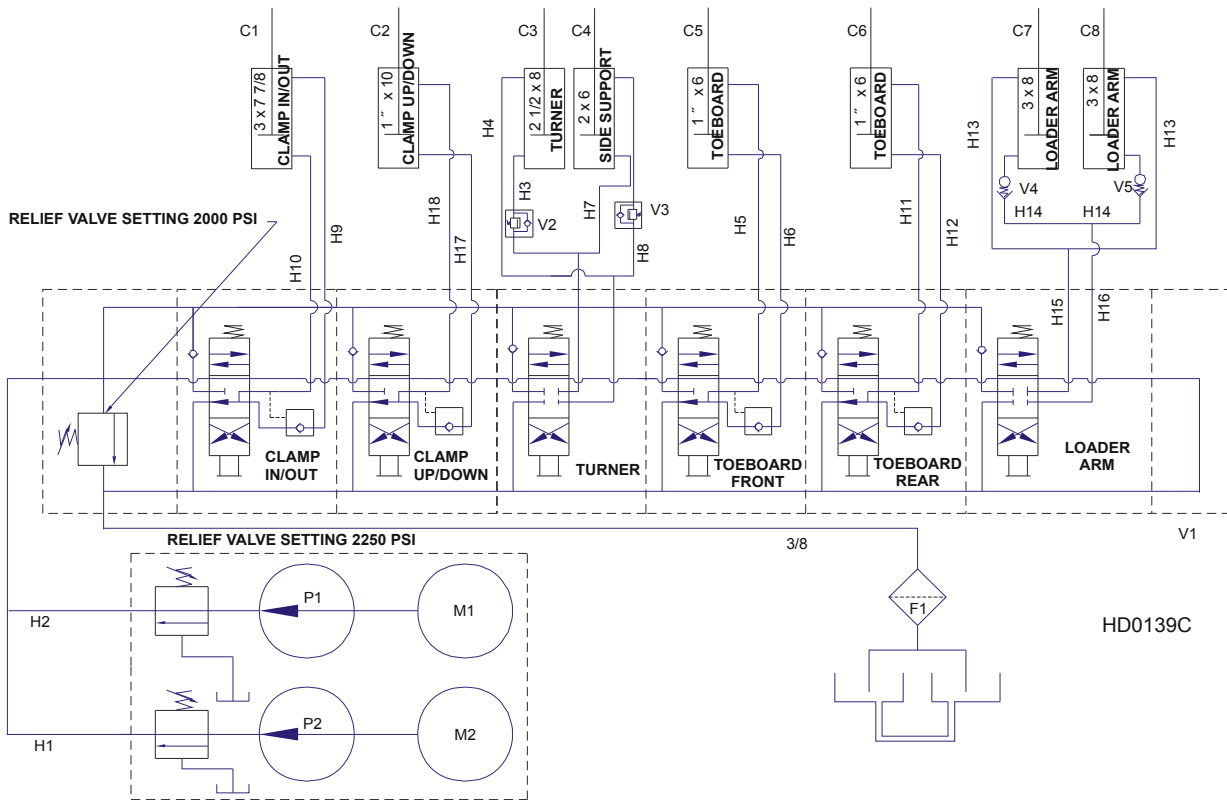 C1
C2
C3
C4
C5
C6
C7
C8
3 x 7 7/8
CLAMP IN/OUT
1 ″ x 10
CLAMP UP/DOWN
2 1/2 x 8
TURNER
2 x 6
SIDE SUPPORT
1 ″ x 6
TOEBOARD
1 ″ x 6
TOEBOARD
3 x 8
LOADER ARM
3 x 8
LOADER ARM
H4
H13
H13
H3
H7
V2
V3
H8
V4
V5
H14
H14
RELIEF VALVE SETTING 2000 PSI
H10
H9
H18
H17
H5
H6
H11
H12
H15
H16
CLAMP
IN/OUT
CLAMP
UP/DOWN
TURNER
TOEBOARD
FRONT
TOEBOARD
REAR
LOADER
ARM
V1
RELIEF VALVE SETTING 2250 PSI
3/8
P1
M1
H2
F1
HD0139C
P2
M2
H1